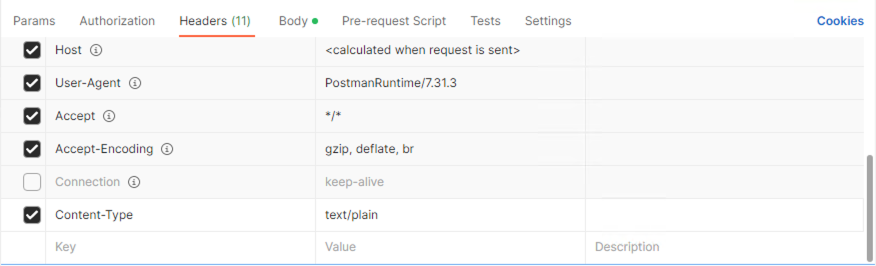 Params Authorization Headers (11) Body Pre-request Script Tests Settings Cookies
Host <calculated when request is sent>
User-Agent PostmanRuntime/7.31.3
Accept */*
Accept-Encoding gzip, deflate, br
Connection keep-alive
Content-Type text/plain
Key Value Description